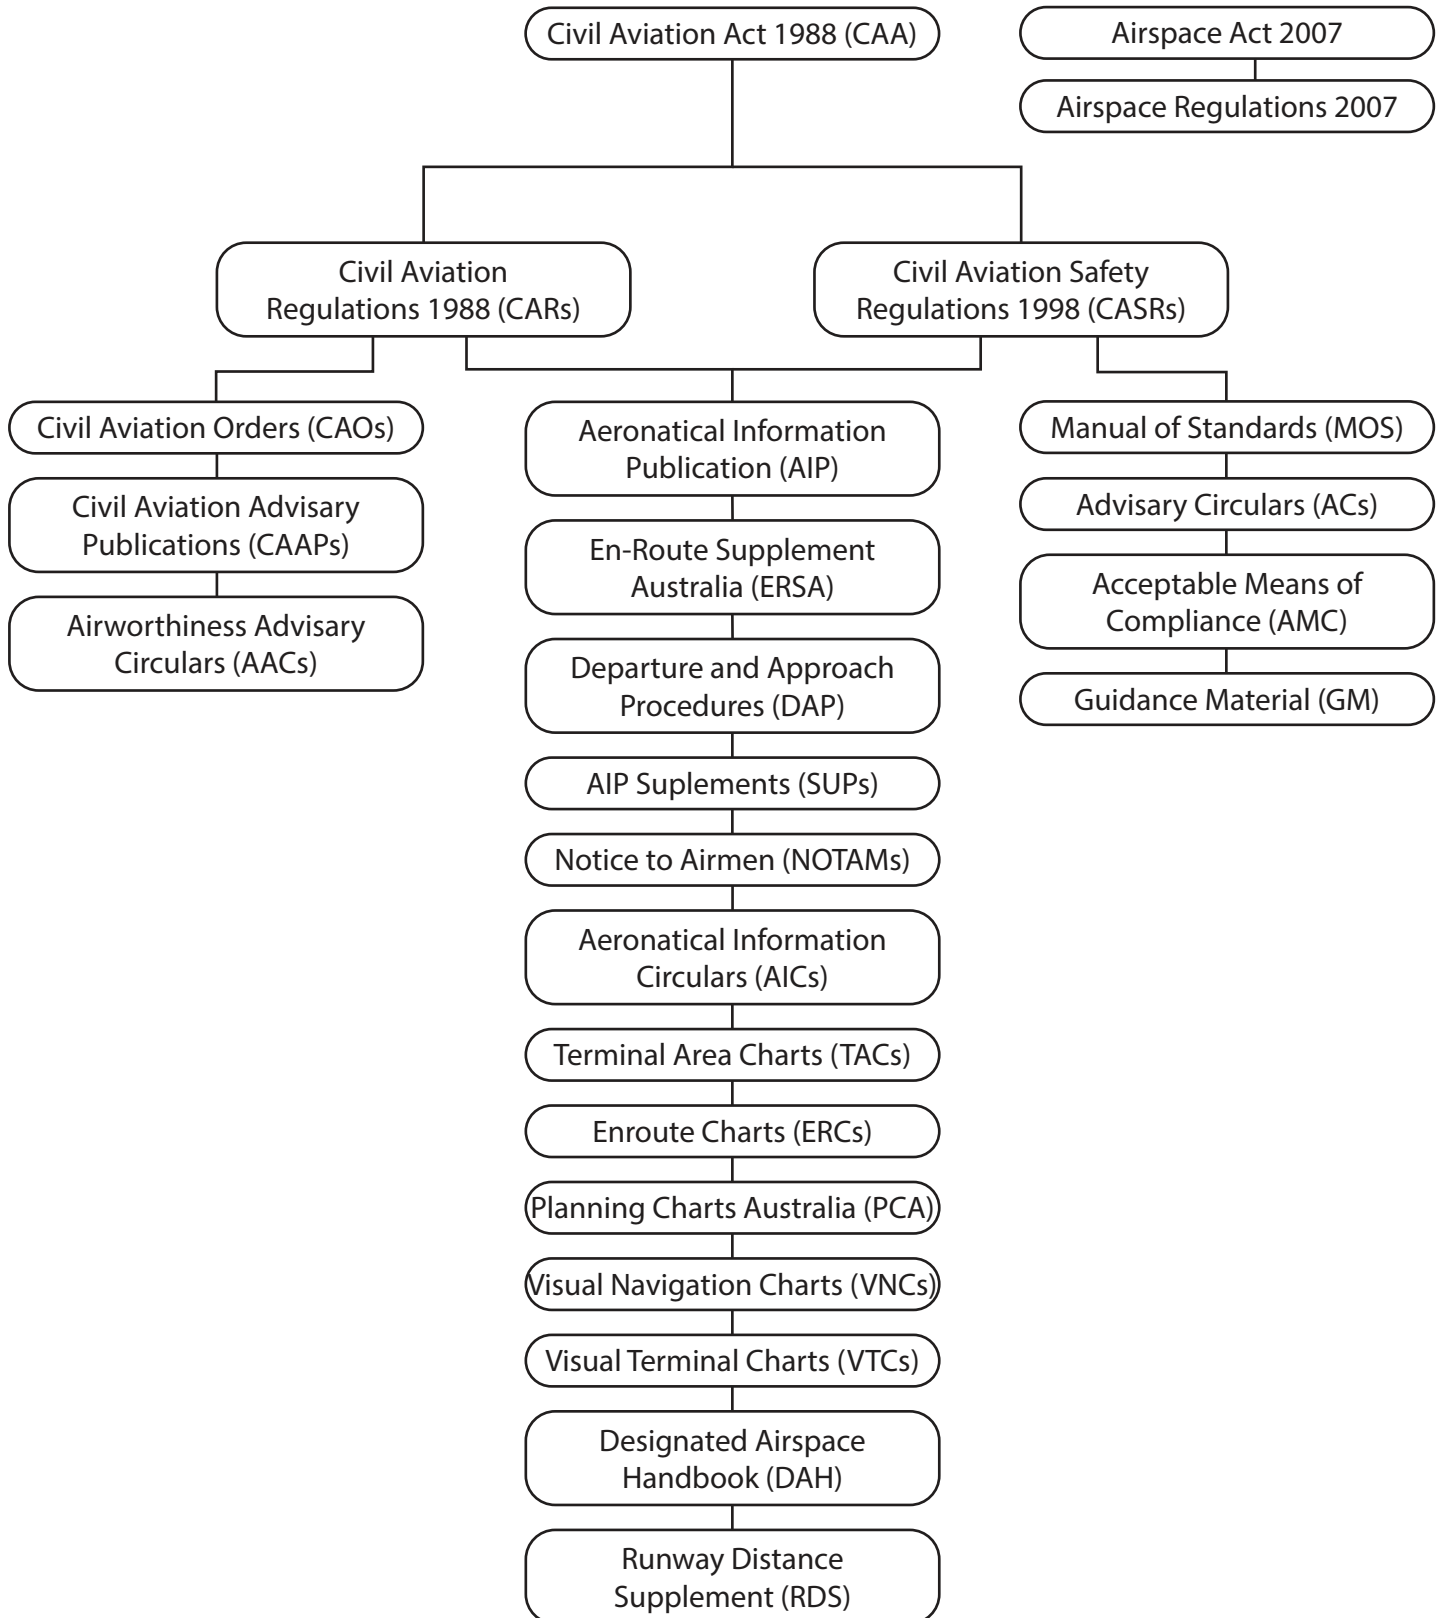 Civil Aviation Act 1988 (CAA)
Airspace Act 2007
Airspace Regulations 2007
Civil Aviation
Regulations 1988 (CARs)
Civil Aviation Safety
Regulations 1998 (CASRs)
Civil Aviation Orders (CAOs)
Civil Aviation Advisary
Publications (CAAPs)
Airworthiness Advisary
Circulars (AACs)
Aeronatical Information
Publication (AIP)
En-Route Supplement
Australia (ERSA)
Departure and Approach
Procedures (DAP)
AIP Suplements (SUPs)
Notice to Airmen (NOTAMs)
Aeronatical Information
Circulars (AICs)
Terminal Area Charts (TACs)
Enroute Charts (ERCs)
Planning Charts Australia (PCA)
Visual Navigation Charts (VNCs)
Visual Terminal Charts (VTCs)
Designated Airspace
Handbook (DAH)
Runway Distance
Supplement (RDS)
Manual of Standards (MOS)
Advisary Circulars (ACs)
Acceptable Means of
Compliance (AMC)
Guidance Material (GM)